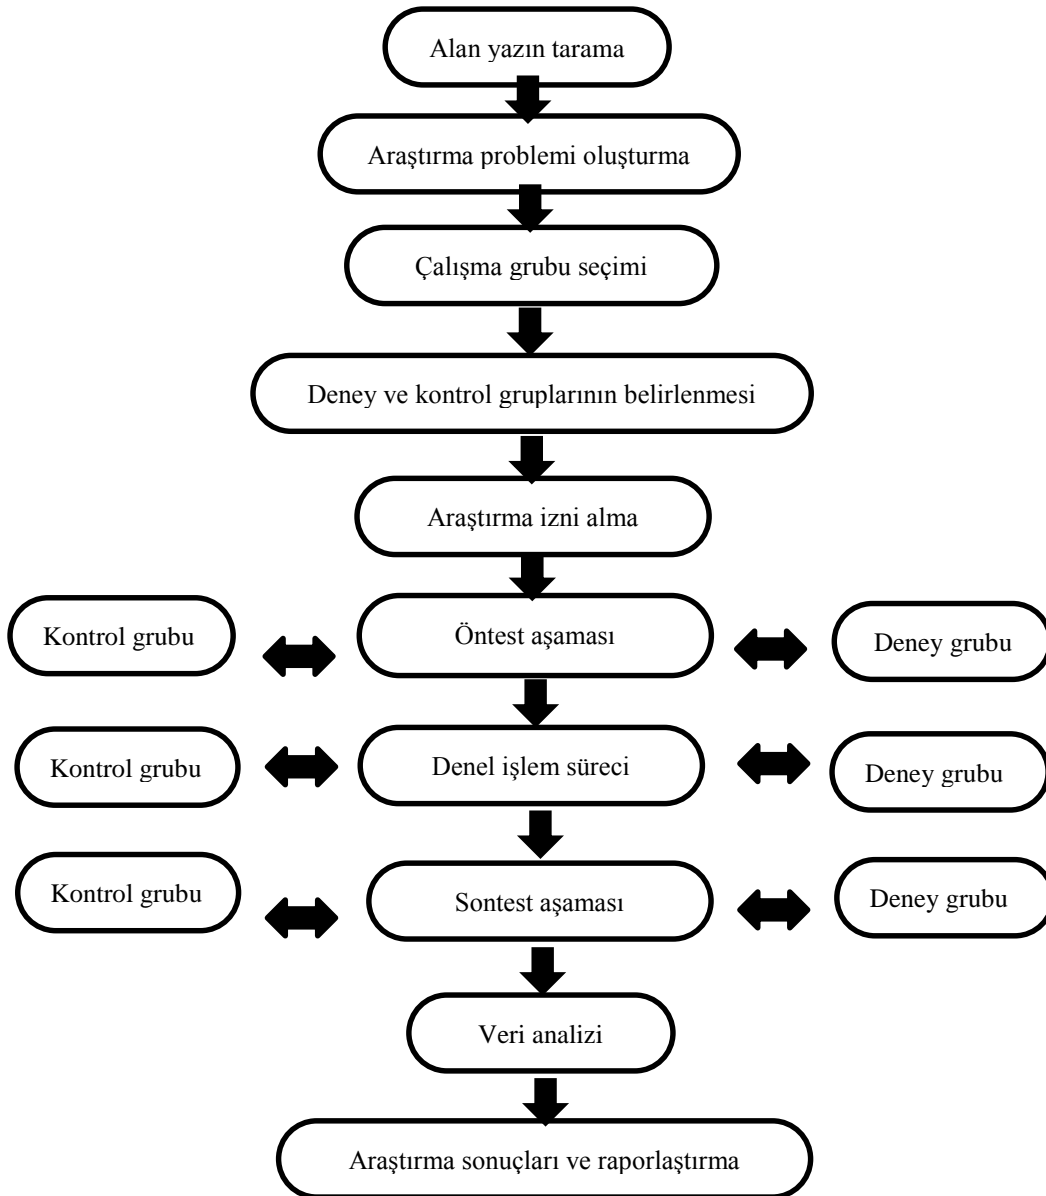 Alan yazın tarama
Araştırma problemi oluşturma
Çalışma grubu seçimi
Deney ve kontrol gruplarının belirlenmesi
Araştırma izni alma
Kontrol grubu
Öntest aşaması
Deney grubu
Kontrol grubu
Denel işlem süreci
Deney grubu
Kontrol grubu
Sontest aşaması
Deney grubu
Veri analizi
Araştırma sonuçları ve raporlaştırma